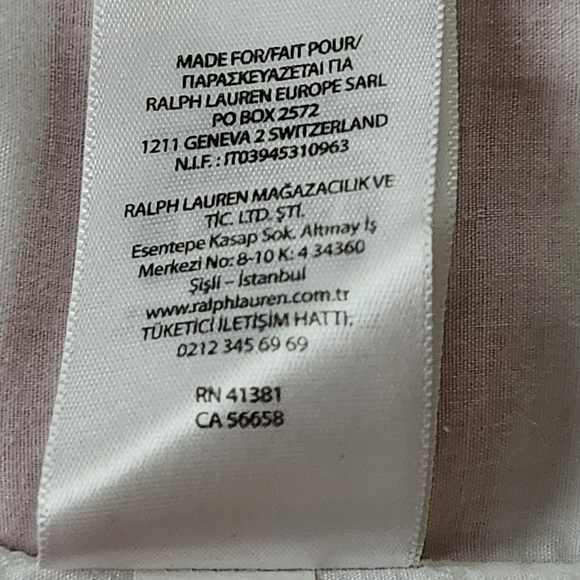 MADE FOR/FAIT POUR/
ΠΑΡΑΣΚΕΥΑΖΕΤΑΙ ΓΙΑ
RALPH LAUREN EUROPE SARL
PO BOX 2572
1211 GENEVA 2 SWITZERLAND
N.I.F. : IT03945310963
RALPH LAUREN MAĞAZACILIK VE
TİC. LTD. ŞTİ.
Esentepe Kasap Sok. Altınay İş
Merkezi No: 8-10 K: 4 34360
Şişli – İstanbul
www.ralphlauren.com.tr
TÜKETİCİ İLETİŞİM HATTI,
0212 345 69 69
RN 41381
CA 56658